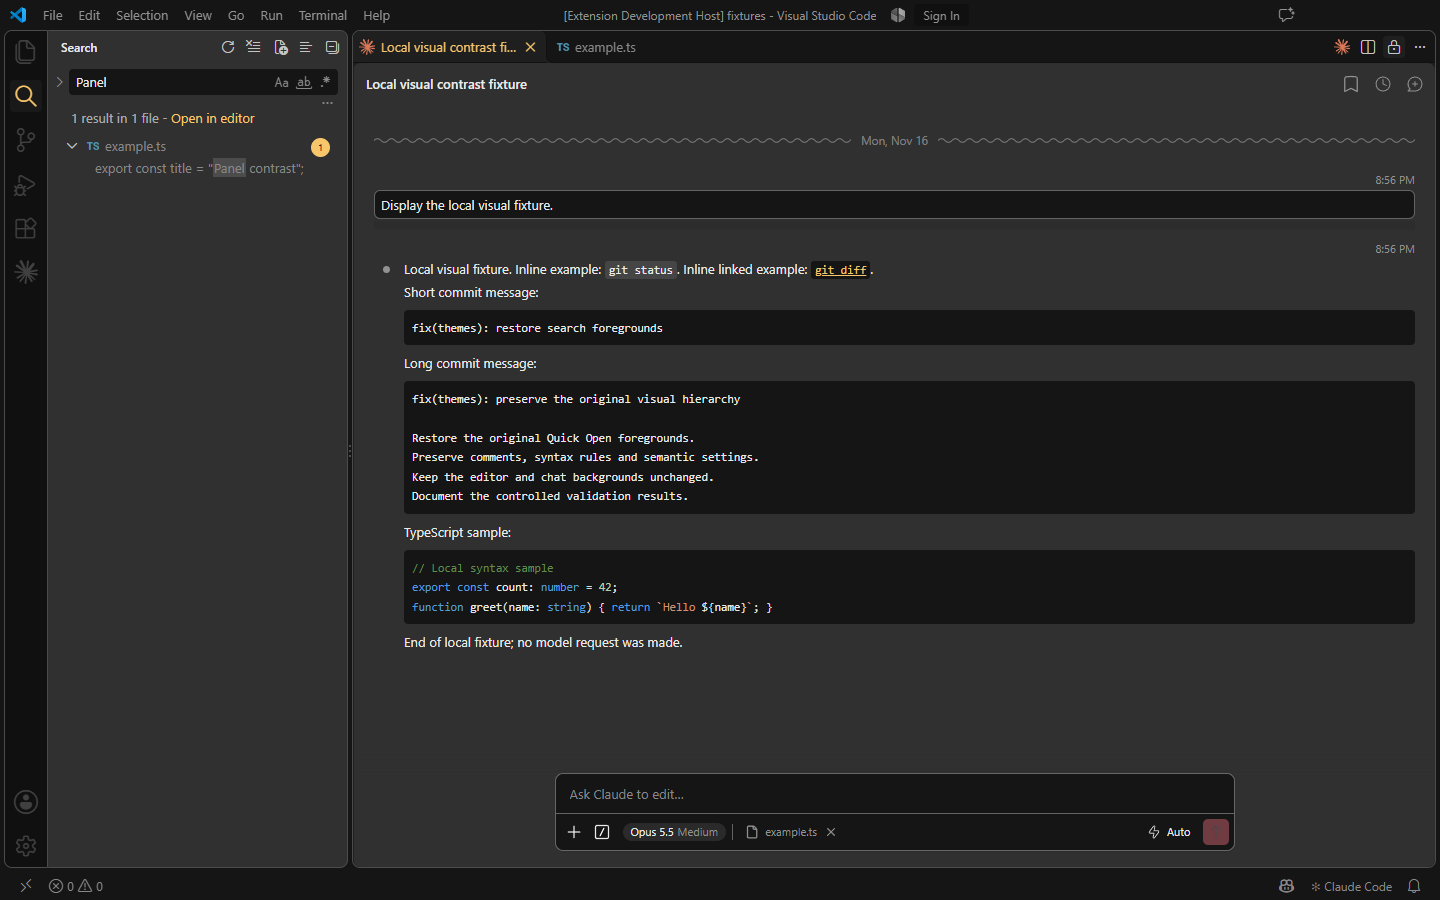 File Edit Selection View Go Run Terminal Help
[Extension Development Host] fixtures - Visual Studio Code
Sign In
Search
Panel
Aa ab .*
1 result in 1 file - Open in editor
TS example.ts
1
export const title = "Panel contrast";
Local visual contrast fi...
TS example.ts
Local visual contrast fixture
Mon, Nov 16
8:56 PM
Display the local visual fixture.
8:56 PM
Local visual fixture. Inline example: git status. Inline linked example: git diff.
Short commit message:
fix(themes): restore search foregrounds
Long commit message:
fix(themes): preserve the original visual hierarchy
Restore the original Quick Open foregrounds.
Preserve comments, syntax rules and semantic settings.
Keep the editor and chat backgrounds unchanged.
Document the controlled validation results.
TypeScript sample:
// Local syntax sample
export const count: number = 42;
function greet(name: string) { return `Hello ${name}`; }
End of local fixture; no model request was made.
Ask Claude to edit...
Opus 5.5 Medium
example.ts
Auto
0 0
Claude Code